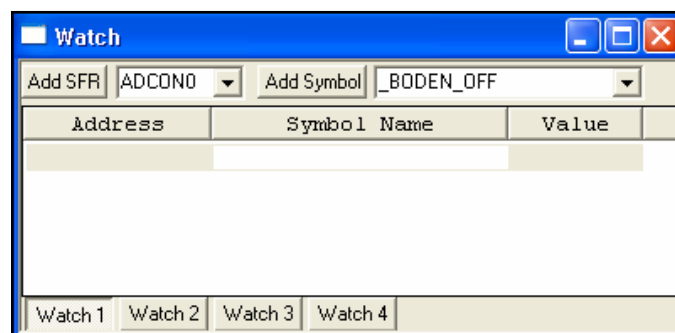 Watch
Add SFR ADCON0 Add Symbol _BODEN_OFF
Address Symbol Name Value
Watch 1 Watch 2 Watch 3 Watch 4